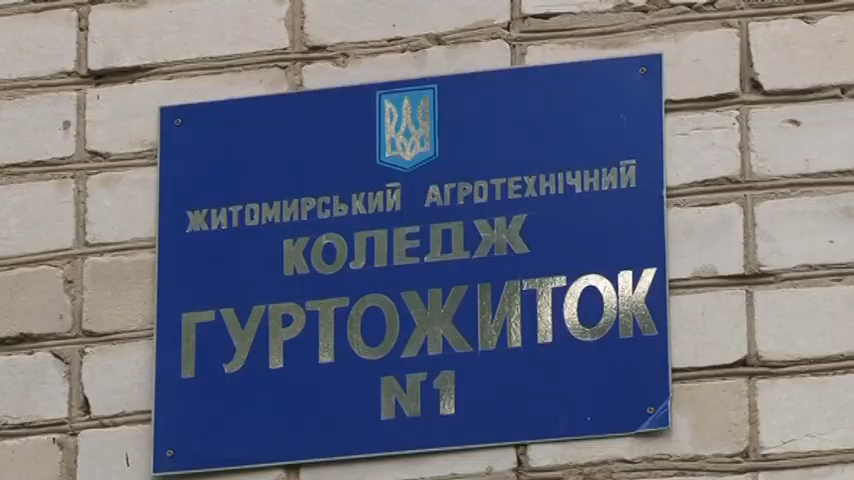 ЖИТОМИРСЬКИЙ АГРОТЕХНІЧНИЙ
КОЛЕДЖ
ГУРТОЖИТОК
N1